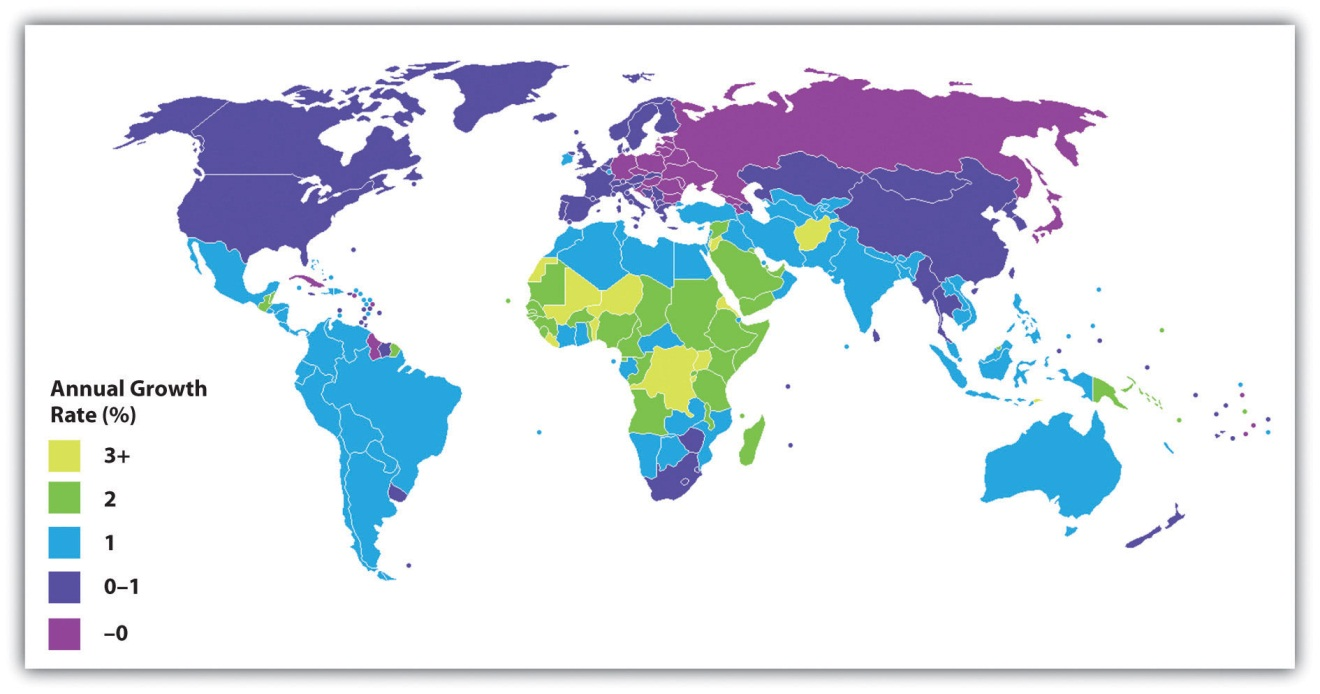 Annual Growth
Rate (%)
3+
2
1
0–1
–0